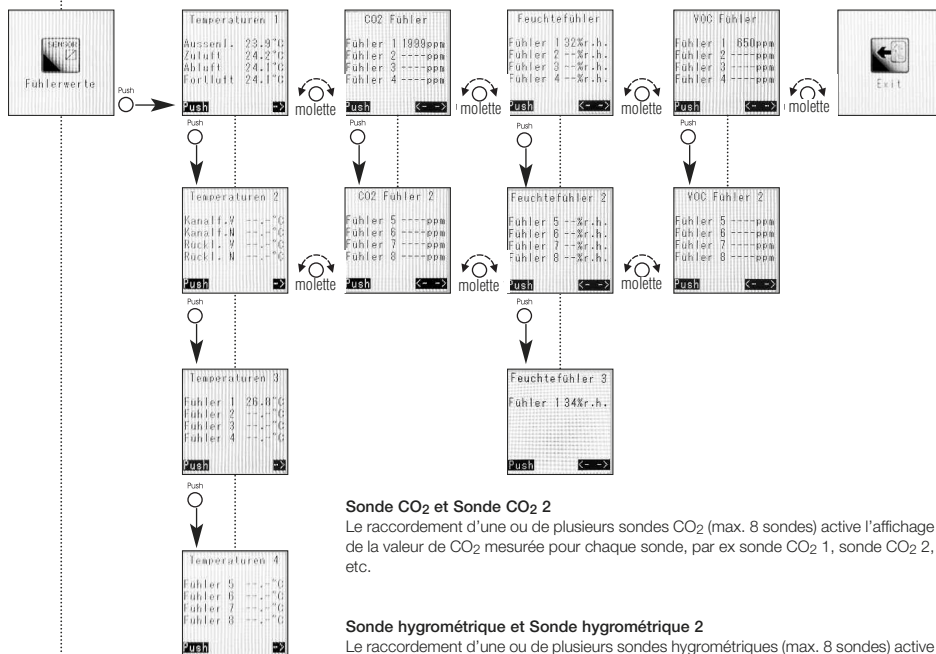 SENSOR
Fühlerwerte
Push
Temperaturen 1
Aussenl. 23.9°C
Zuluft 24.2°C
Abluft 24.1°C
Fortluft 24.1°C
Push ->
molette
CO2 Fühler
Fühler 1 1999ppm
Fühler 2 ----ppm
Fühler 3 ----ppm
Fühler 4 ----ppm
Push <- ->
molette
Feuchtefühler
Fühler 1 32%r.h.
Fühler 2 --%r.h.
Fühler 3 --%r.h.
Fühler 4 --%r.h.
Push <- ->
molette
VOC Fühler
Fühler 1 650ppm
Fühler 2 ----ppm
Fühler 3 ----ppm
Fühler 4 ----ppm
Push <- ->
molette
Exit
Push
Push
Push
Temperaturen 2
Kanalf.V --.-°C
Kanalf.N --.-°C
Rückl. V --.-°C
Rückl. N --.-°C
Push ->
molette
CO2 Fühler 2
Fühler 5 ----ppm
Fühler 6 ----ppm
Fühler 7 ----ppm
Fühler 8 ----ppm
Push <- ->
molette
Feuchtefühler 2
Fühler 5 --%r.h.
Fühler 6 --%r.h.
Fühler 7 --%r.h.
Fühler 8 --%r.h.
Push <- ->
molette
VOC Fühler 2
Fühler 5 ----ppm
Fühler 6 ----ppm
Fühler 7 ----ppm
Fühler 8 ----ppm
Push <- ->
Push
Push
Temperaturen 3
Fühler 1 26.8°C
Fühler 2 --.-°C
Fühler 3 --.-°C
Fühler 4 --.-°C
Push ->
Feuchtefühler 3
Fühler 1 34%r.h.
Push <- ->
Push
Temperaturen 4
Fühler 5 --.-°C
Fühler 6 --.-°C
Fühler 7 --.-°C
Fühler 8 --.-°C
Push ->
Sonde CO2 et Sonde CO2 2
Le raccordement d'une ou de plusieurs sondes CO2 (max. 8 sondes) active l'affichage
de la valeur de CO2 mesurée pour chaque sonde, par ex sonde CO2 1, sonde CO2 2,
etc.
Sonde hygrométrique et Sonde hygrométrique 2
Le raccordement d'une ou de plusieurs sondes hygrométriques (max. 8 sondes) active